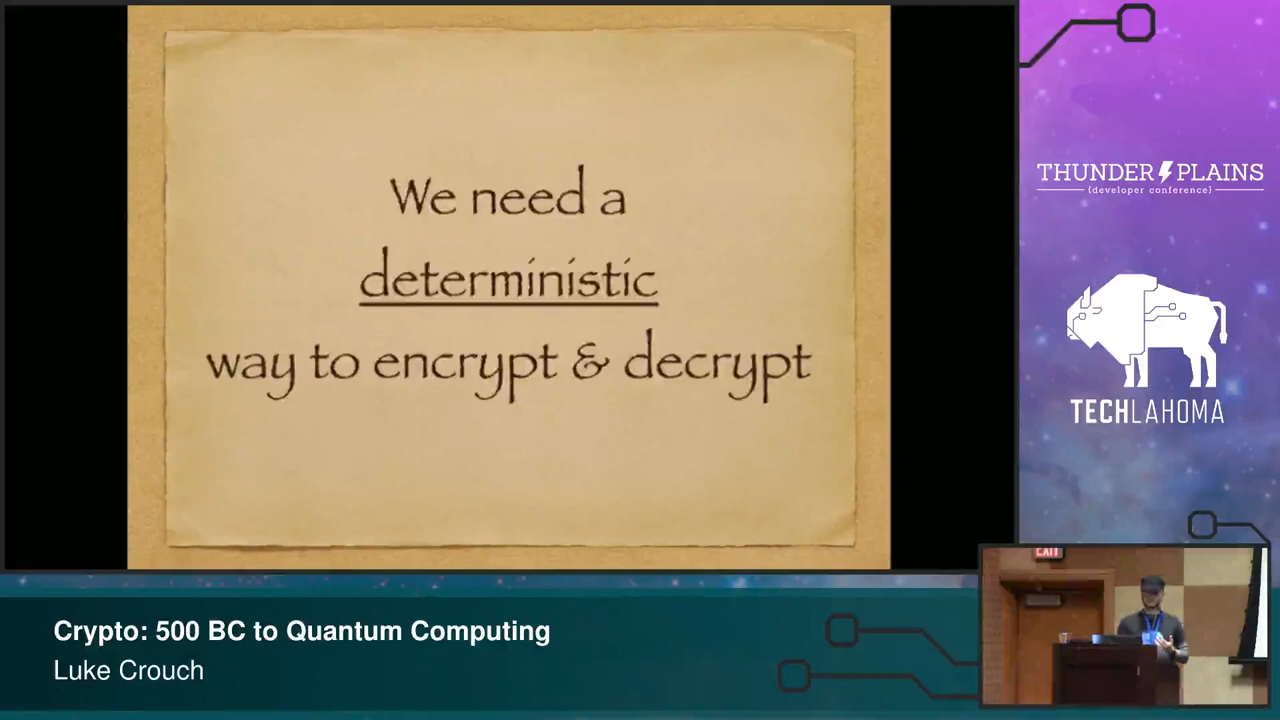 We need a
deterministic
way to encrypt & decrypt
THUNDER PLAINS
{developer conference}
TECHLAHOMA
EXIT
Crypto: 500 BC to Quantum Computing
Luke Crouch